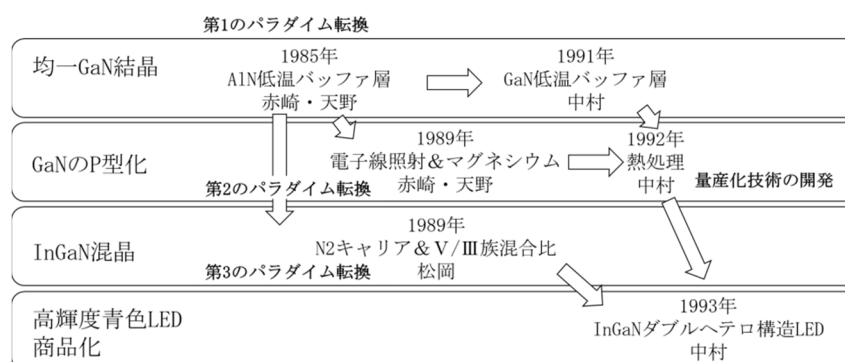 第1のパラダイム転換
均一GaN結晶
1985年
AlN低温バッファ層
赤崎・天野
1991年
GaN低温バッファ層
中村
GaNのP型化
1989年
電子線照射&マグネシウム
赤崎・天野
1992年
熱処理
中村
量産化技術の開発
第2のパラダイム転換
InGaN混晶
1989年
N2キャリア&Ⅴ/Ⅲ族混合比
松岡
第3のパラダイム転換
高輝度青色LED
商品化
1993年
InGaNダブルヘテロ構造LED
中村